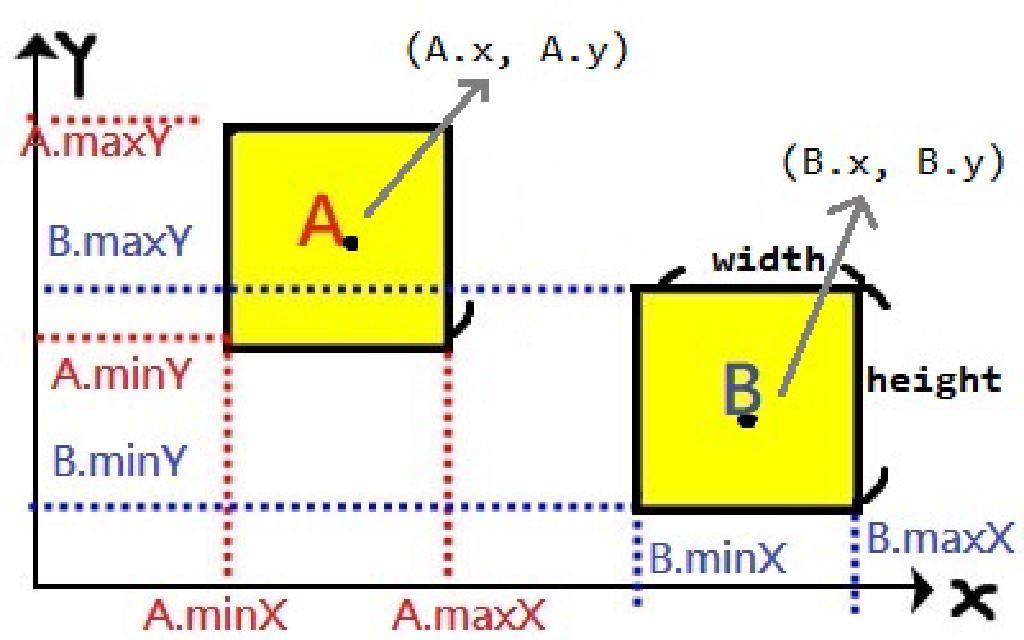 Y
(A.x, A.y)
A.maxY
(B.x, B.y)
A
B.maxY
width
A.minY
B
height
B.minY
B.minX
B.maxX
A.minX
A.maxX
X